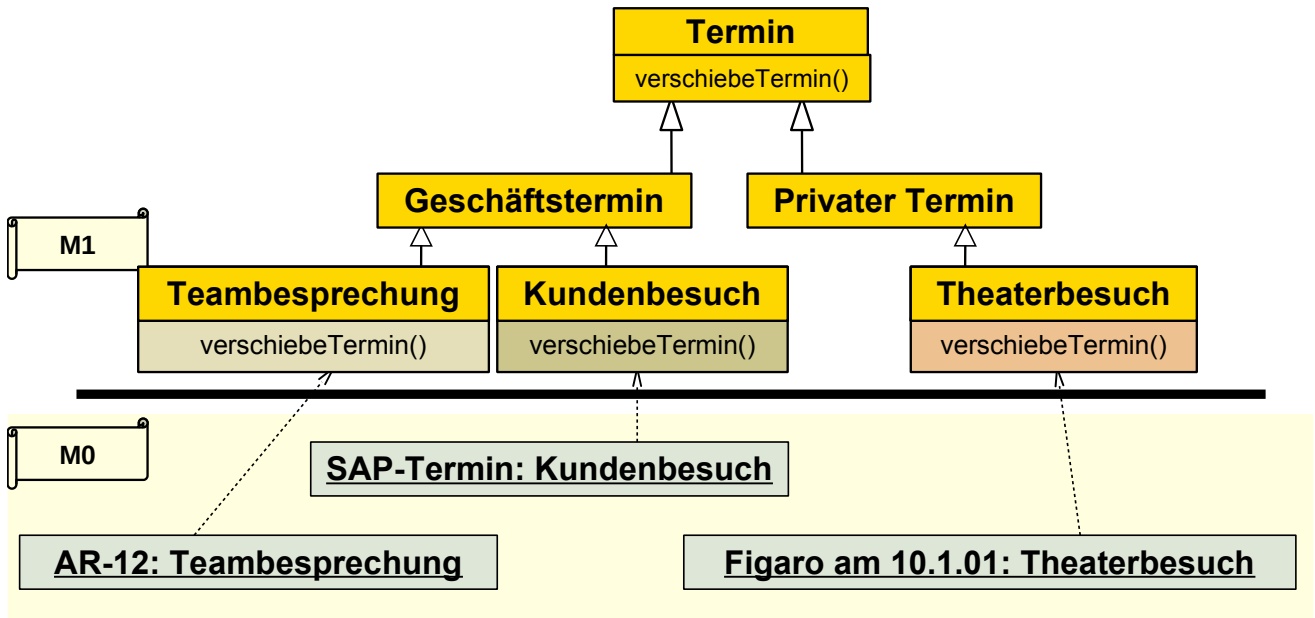 Termin
verschiebeTermin()
Geschäftstermin
Privater Termin
M1
Teambesprechung
Kundenbesuch
Theaterbesuch
verschiebeTermin()
verschiebeTermin()
verschiebeTermin()
M0
SAP-Termin: Kundenbesuch
AR-12: Teambesprechung
Figaro am 10.1.01: Theaterbesuch